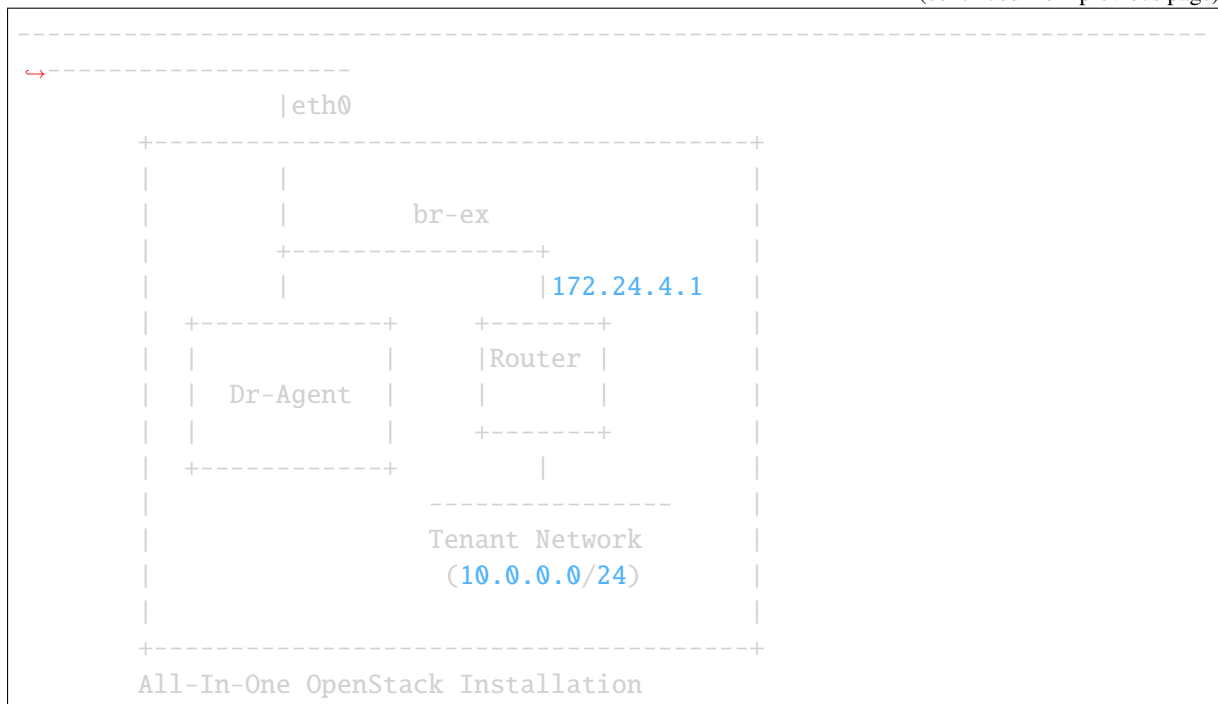 --------------------------------------------------------------------------------
↪--------------------
                 |eth0
        +----------------------------------------+
        |        |                               |
        |        |        br-ex                  |
        |        +----------------+              |
        |        |                |172.24.4.1    |
        |  +-------------+     +-------+         |
        |  |             |     |Router |         |
        |  |  Dr-Agent   |     |       |         |
        |  |             |     +-------+         |
        |  +-------------+         |             |
        |                   ----------------     |
        |                   Tenant Network       |
        |                    (10.0.0.0/24)       |
        |                                        |
        +----------------------------------------+
        All-In-One OpenStack Installation